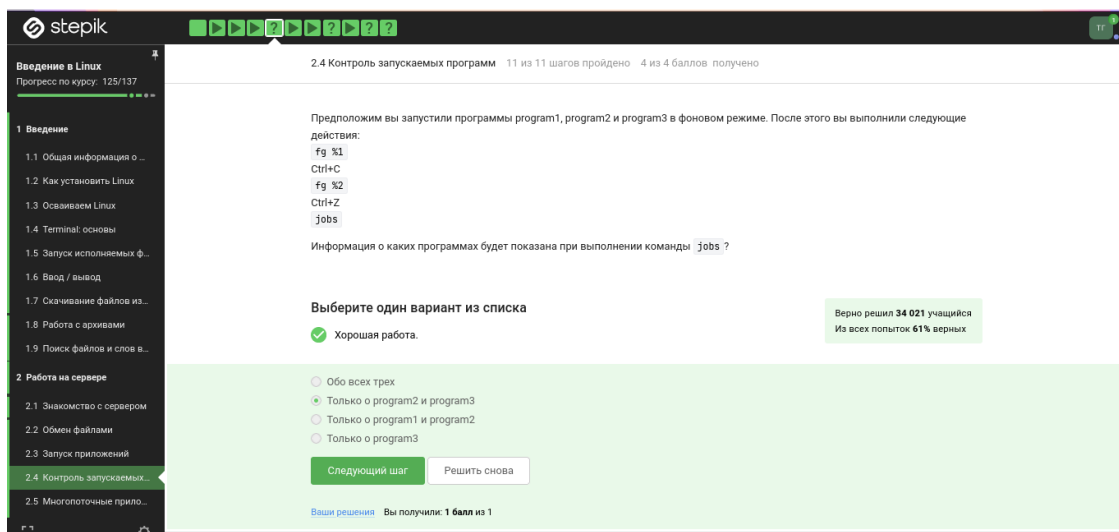 stepik
ТГ
1
Введение в Linux
Прогресс по курсу: 125/137
2.4 Контроль запускаемых программ 11 из 11 шагов пройдено 4 из 4 баллов получено
1 Введение
1.1 Общая информация о ...
1.2 Как установить Linux
1.3 Осваиваем Linux
1.4 Terminal: основы
1.5 Запуск исполняемых ф...
1.6 Ввод / вывод
1.7 Скачивание файлов из...
1.8 Работа с архивами
1.9 Поиск файлов и слов в...
2 Работа на сервере
2.1 Знакомство с сервером
2.2 Обмен файлами
2.3 Запуск приложений
2.4 Контроль запускаемых...
2.5 Многопоточные прило...
Предположим вы запустили программы program1, program2 и program3 в фоновом режиме. После этого вы выполнили следующие
действия:
fg %1
Ctrl+C
fg %2
Ctrl+Z
jobs
Информация о каких программах будет показана при выполнении команды jobs ?
Выберите один вариант из списка
Хорошая работа.
Верно решил 34 021 учащийся
Из всех попыток 61% верных
Обо всех трех
Только о program2 и program3
Только о program1 и program2
Только о program3
Следующий шаг
Решить снова
Ваши решения Вы получили: 1 балл из 1